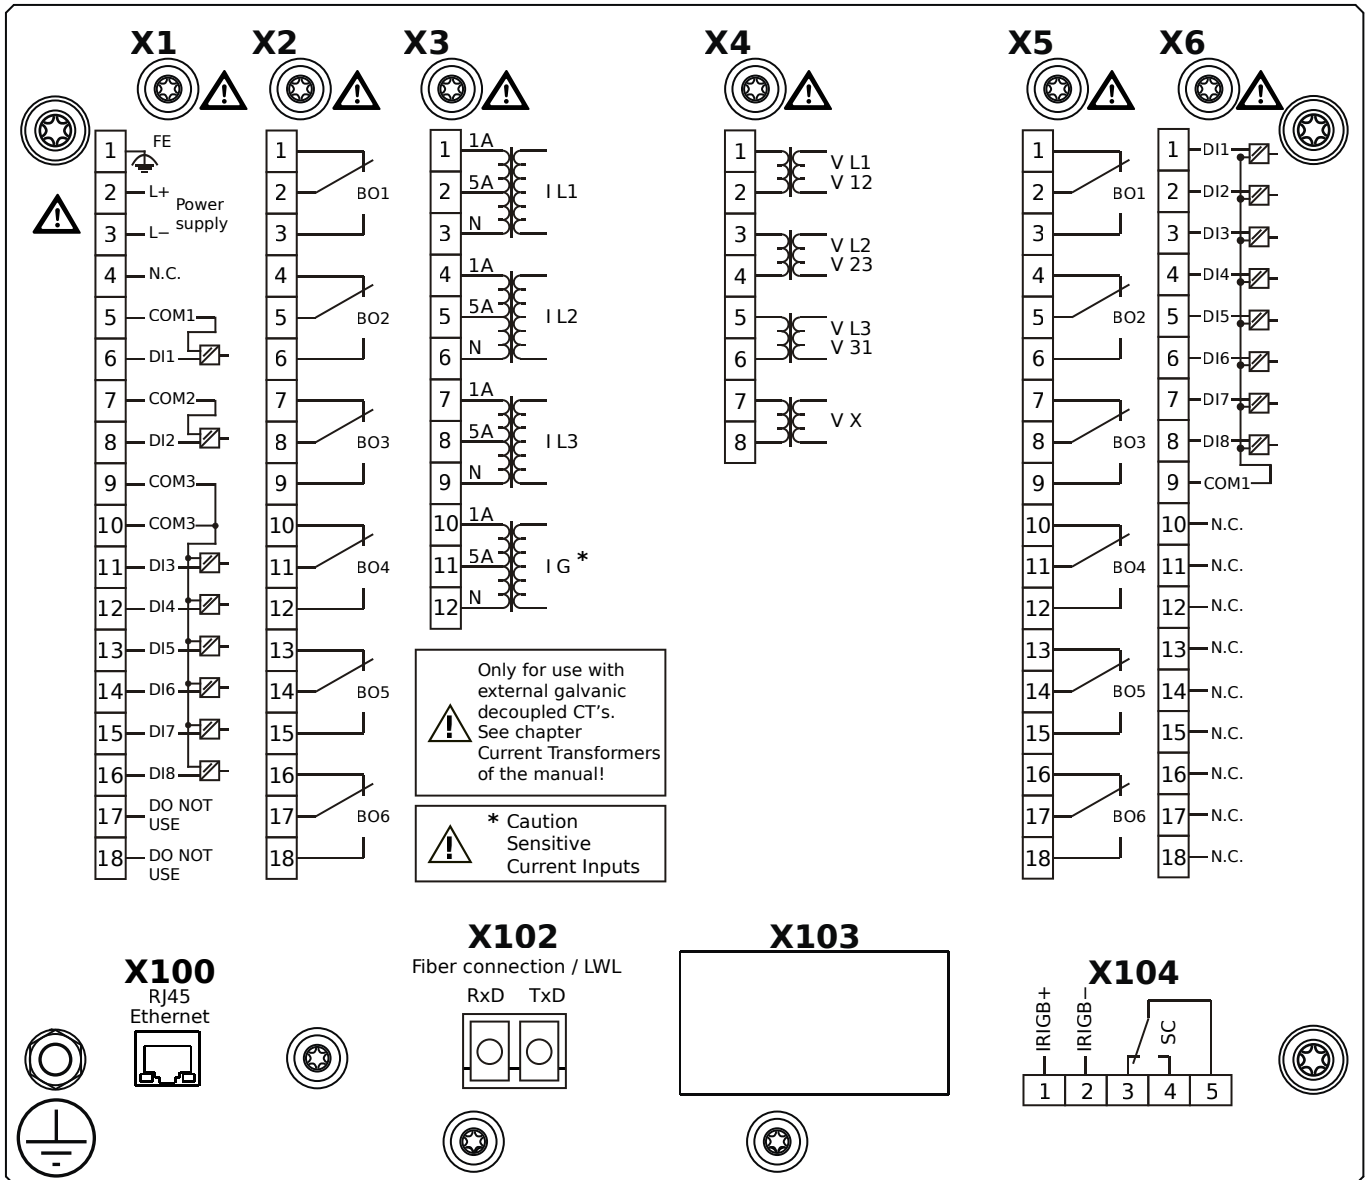 X1
X2
X3
X4
X5
X6
1 FE
2 L+
Power
supply
3 L−
4 N.C.
5 COM1
6 DI1
7 COM2
8 DI2
9 COM3
10 COM3
11 DI3
12 DI4
13 DI5
14 DI6
15 DI7
16 DI8
17 DO NOT
USE
18 DO NOT
USE
1
2 BO1
3
4
5 BO2
6
7
8 BO3
9
10
11 BO4
12
13
14 BO5
15
16
17 BO6
18
1 1A
2 5A I L1
3 N
4 1A
5 5A I L2
6 N
7 1A
8 5A I L3
9 N
10 1A
11 5A I G *
12 N
Only for use with
external galvanic
decoupled CT's.
See chapter
Current Transformers
of the manual!
* Caution
Sensitive
Current Inputs
1 V L1
2 V 12
3 V L2
4 V 23
5 V L3
6 V 31
7 V X
8
1
2 BO1
3
4
5 BO2
6
7
8 BO3
9
10
11 BO4
12
13
14 BO5
15
16
17 BO6
18
1 DI1
2 DI2
3 DI3
4 DI4
5 DI5
6 DI6
7 DI7
8 DI8
9 COM1
10 N.C.
11 N.C.
12 N.C.
13 N.C.
14 N.C.
15 N.C.
16 N.C.
17 N.C.
18 N.C.
X100
RJ45
Ethernet
X102
Fiber connection / LWL
RxD TxD
X103
X104
IRIGB+
IRIGB−
SC
1 2 3 4 5